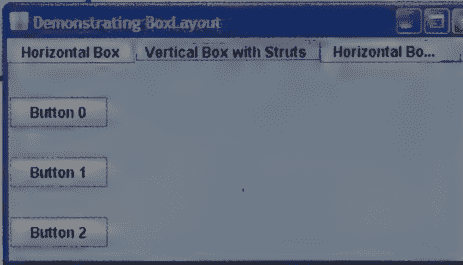 Demonstrating BoxLayout
Horizontal Box Vertical Box with Struts Horizontal Bo...
Button 0
Button 1
Button 2